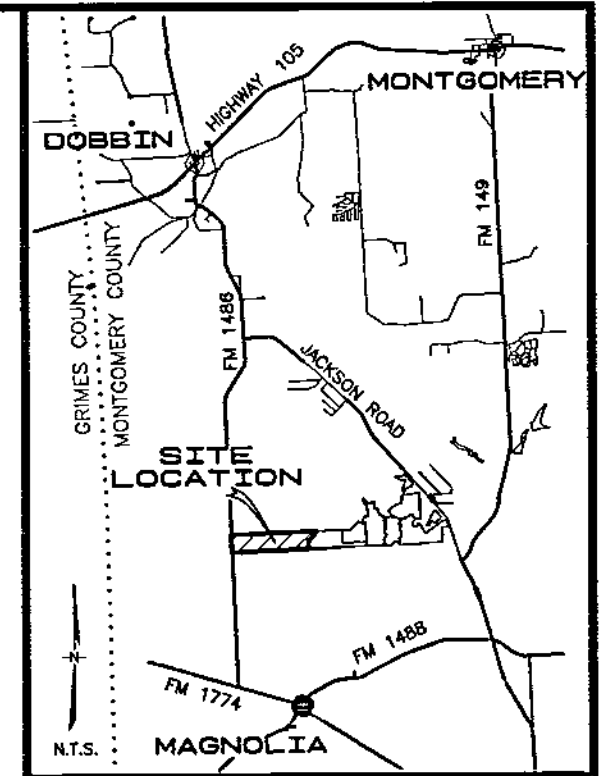 MONTGOMERY
HIGHWAY 105
DOBBIN
FM 149
GRIMES COUNTY
MONTGOMERY COUNTY
FM 1486
JACKSON ROAD
SITE
LOCATION
FM 1488
FM 1774
N
N.T.S.
MAGNOLIA